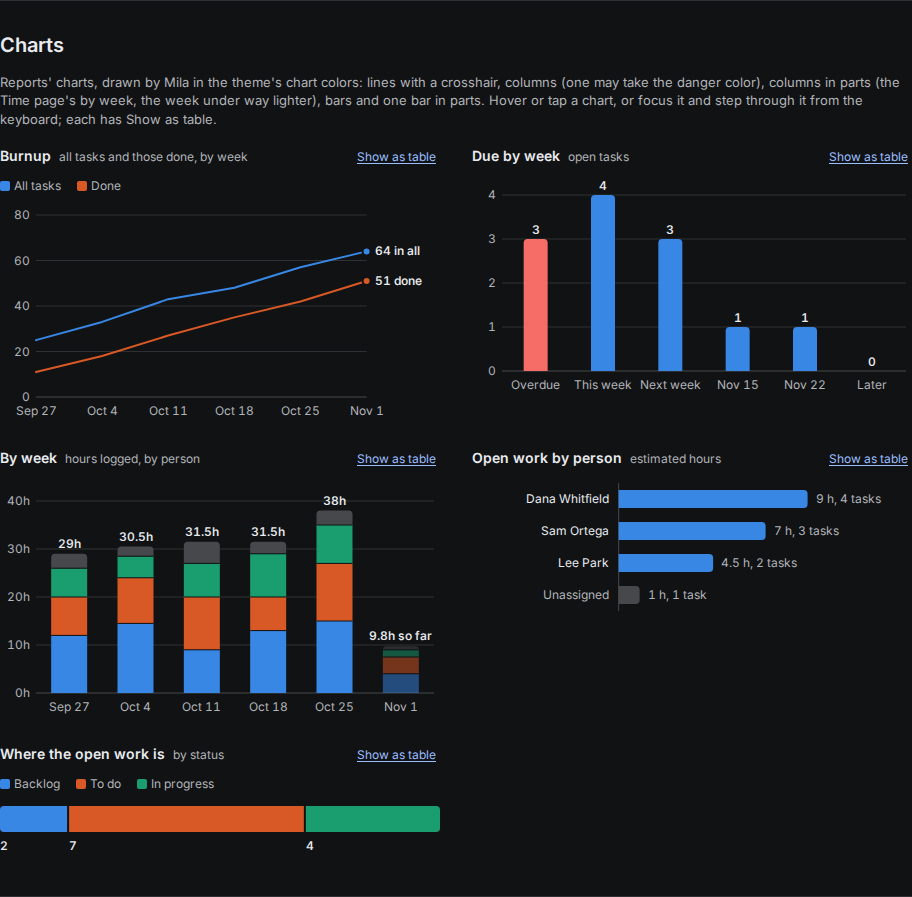 Charts
Reports' charts, drawn by Mila in the theme's chart colors: lines with a crosshair, columns (one may take the danger color), columns in parts (the
Time page's by week, the week under way lighter), bars and one bar in parts. Hover or tap a chart, or focus it and step through it from the
keyboard; each has Show as table.
Burnup all tasks and those done, by week Show as table
All tasks Done
80
60
40
20
0
64 in all
51 done
Sep 27 Oct 4 Oct 11 Oct 18 Oct 25 Nov 1
Due by week open tasks Show as table
4
3
2
1
0
3 4 3 1 1 0
Overdue This week Next week Nov 15 Nov 22 Later
By week hours logged, by person Show as table
40h
30h
20h
10h
0h
29h 30.5h 31.5h 31.5h 38h 9.8h so far
Sep 27 Oct 4 Oct 11 Oct 18 Oct 25 Nov 1
Open work by person estimated hours Show as table
Dana Whitfield 9 h, 4 tasks
Sam Ortega 7 h, 3 tasks
Lee Park 4.5 h, 2 tasks
Unassigned 1 h, 1 task
Where the open work is by status Show as table
Backlog To do In progress
2 7 4